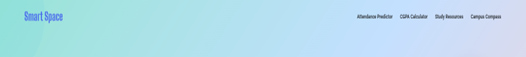 Smart Space
Attendance Predictor CGPA Calculator Study Resources Campus Compass